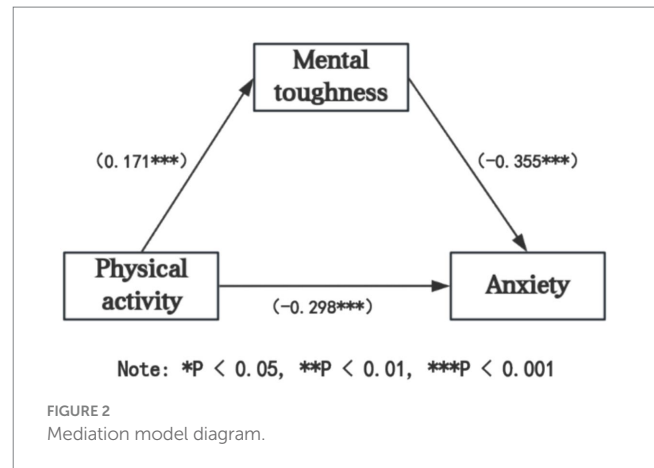 Mental
toughness
(0.171***)
(-0.355***)
Physical
activity
Anxiety
(-0.298***)
Note: *P < 0.05, **P < 0.01, ***P < 0.001
FIGURE 2
Mediation model diagram.